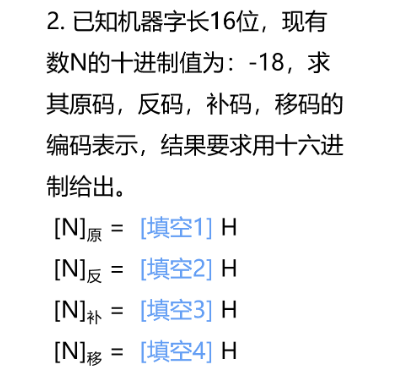 2. 已知机器字长16位，现有
数N的十进制值为：-18，求
其原码，反码，补码，移码的
编码表示，结果要求用十六进
制给出。
[N]原 = [填空1] H
[N]反 = [填空2] H
[N]补 = [填空3] H
[N]移 = [填空4] H